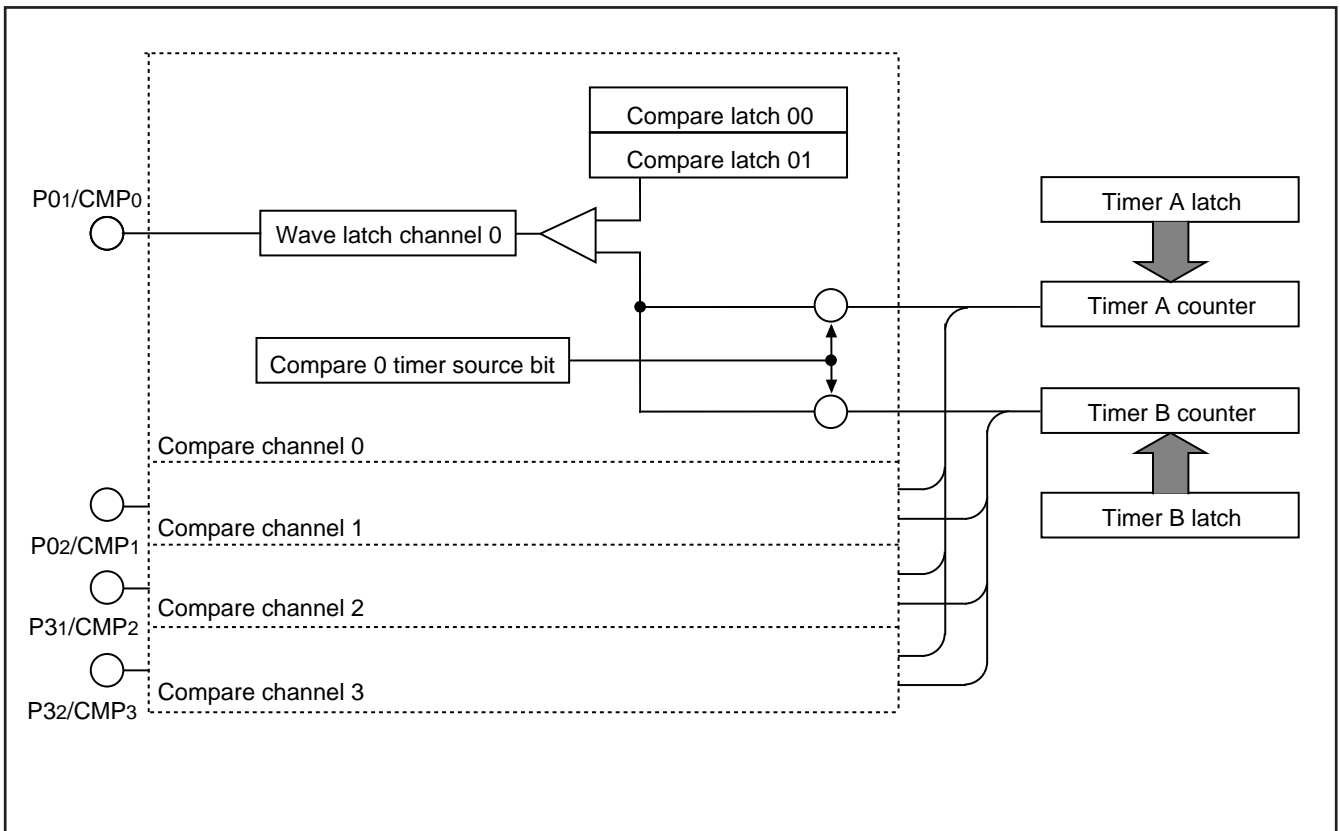 Compare latch 00
Compare latch 01
P01/CMP0
Wave latch channel 0
Timer A latch
Timer A counter
Compare 0 timer source bit
Timer B counter
Compare channel 0
Timer B latch
Compare channel 1
P02/CMP1
Compare channel 2
P31/CMP2
Compare channel 3
P32/CMP3